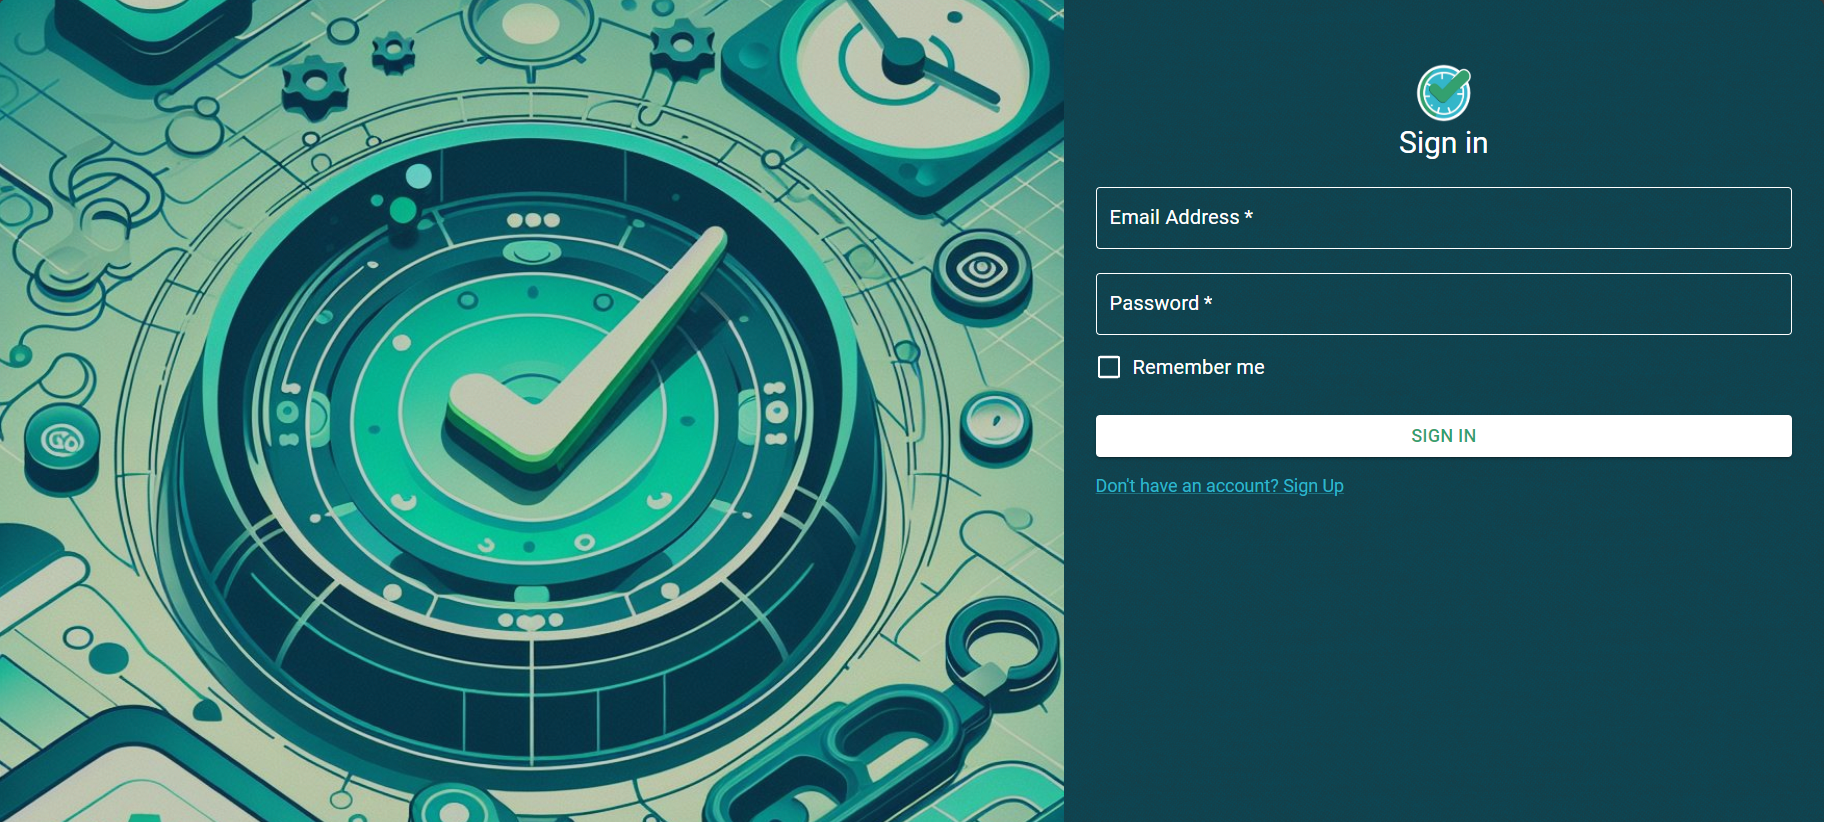 Sign in
Email Address *
Password *
Remember me
SIGN IN
Don't have an account? Sign Up